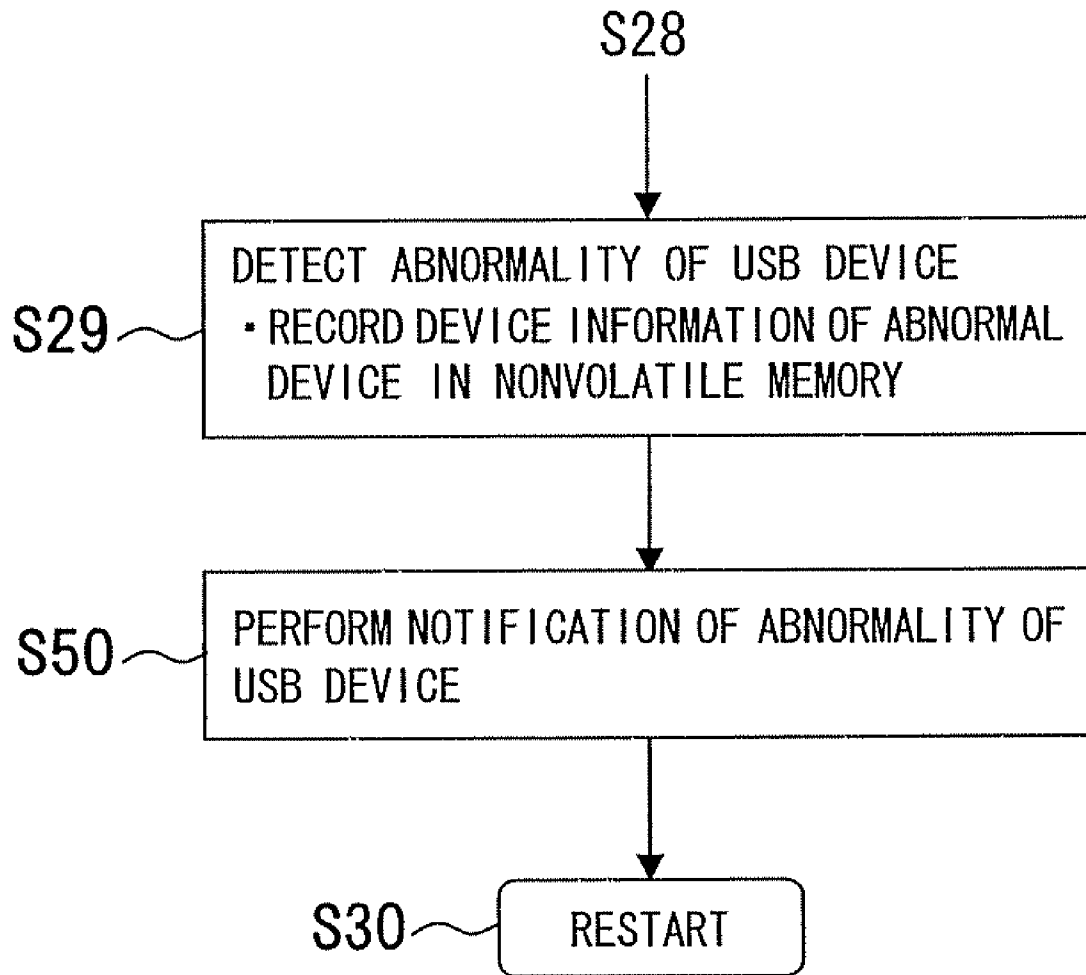 S28
DETECT ABNORMALITY OF USB DEVICE
S29
・RECORD DEVICE INFORMATION OF ABNORMAL
DEVICE IN NONVOLATILE MEMORY
PERFORM NOTIFICATION OF ABNORMALITY OF
S50
USB DEVICE
S30
RESTART